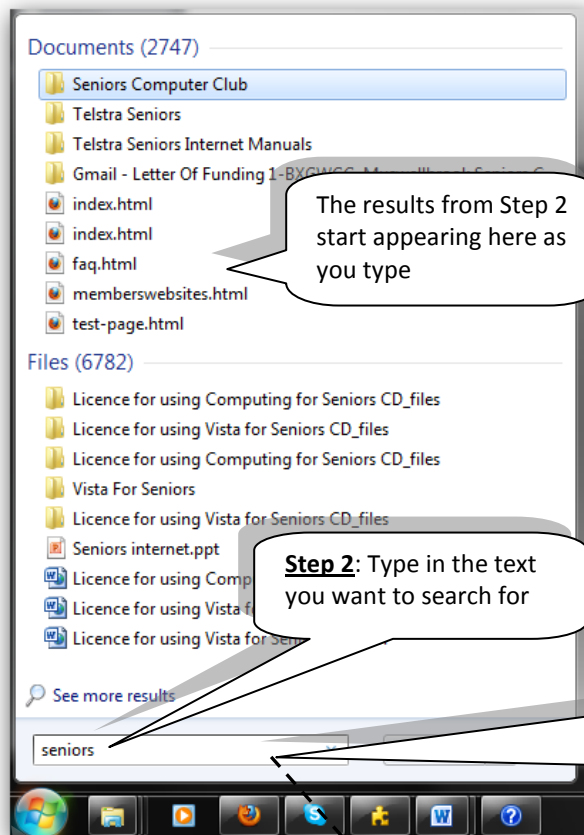 Documents (2747)
Seniors Computer Club
Telstra Seniors
Telstra Seniors Internet Manuals
Gmail - Letter Of Funding 1-
index.html
index.html
The results from Step 2
start appearing here as
you type
faq.html
memberswebsites.html
test-page.html
Files (6782)
Licence for using Computing for Seniors CD_files
Licence for using Vista for Seniors CD_files
Licence for using Computing for Seniors CD_files
Vista For Seniors
Licence for using Vista for Seniors CD_files
Seniors internet.ppt
Step 2: Type in the text
you want to search for
Licence for using Comp
Licence for using Vista f
Licence for using Vista for
See more results
seniors